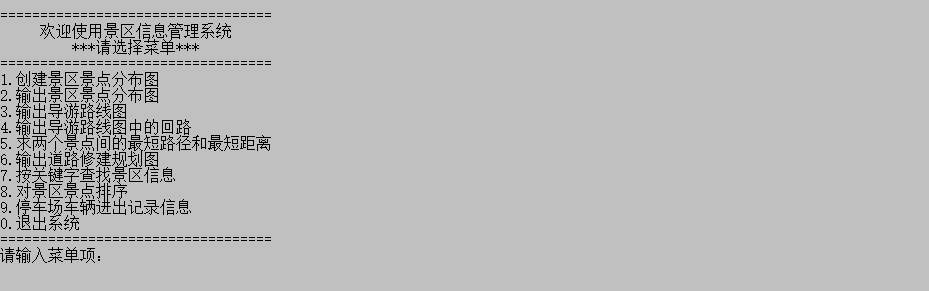 ==================================
欢迎使用景区信息管理系统
***请选择菜单***
==================================
1.创建景区景点分布图
2.输出景区景点分布图
3.输出导游路线图
4.输出导游路线图中的回路
5.求两个景点间的最短路径和最短距离
6.输出道路修建规划图
7.按关键字查找景区信息
8.对景区景点排序
9.停车场车辆进出记录信息
0.退出系统
==================================
请输入菜单项: